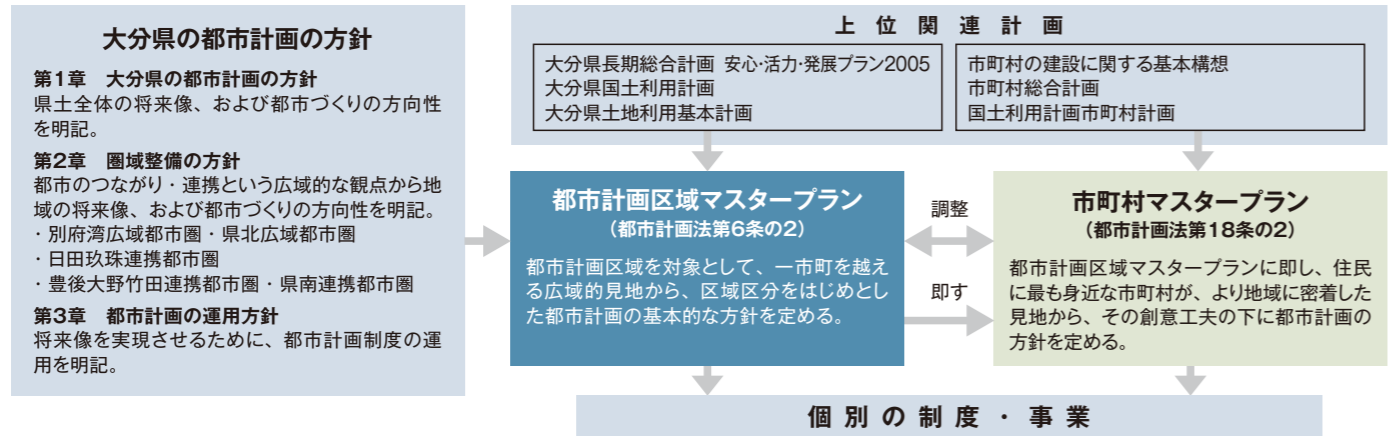 大分県の都市計画の方針
第1章　大分県の都市計画の方針
県土全体の将来像、および都市づくりの方向性
を明記。
第2章　圏域整備の方針
都市のつながり・連携という広域的な観点から地
域の将来像、および都市づくりの方向性を明記。
・別府湾広域都市圏・県北広域都市圏
・日田玖珠連携都市圏
・豊後大野竹田連携都市圏・県南連携都市圏
第3章　都市計画の運用方針
将来像を実現させるために、都市計画制度の運
用を明記。
上位関連計画
大分県長期総合計画 安心・活力・発展プラン2005
大分県国土利用計画
大分県土地利用基本計画
市町村の建設に関する基本構想
市町村総合計画
国土利用計画市町村計画
都市計画区域マスタープラン
（都市計画法第6条の2）
都市計画区域を対象として、一市町を越え
る広域的見地から、区域区分をはじめとし
た都市計画の基本的な方針を定める。
調整
即す
市町村マスタープラン
（都市計画法第18条の2）
都市計画区域マスタープランに即し、住民
に最も身近な市町村が、より地域に密着した
見地から、その創意工夫の下に都市計画の
方針を定める。
個別の制度・事業